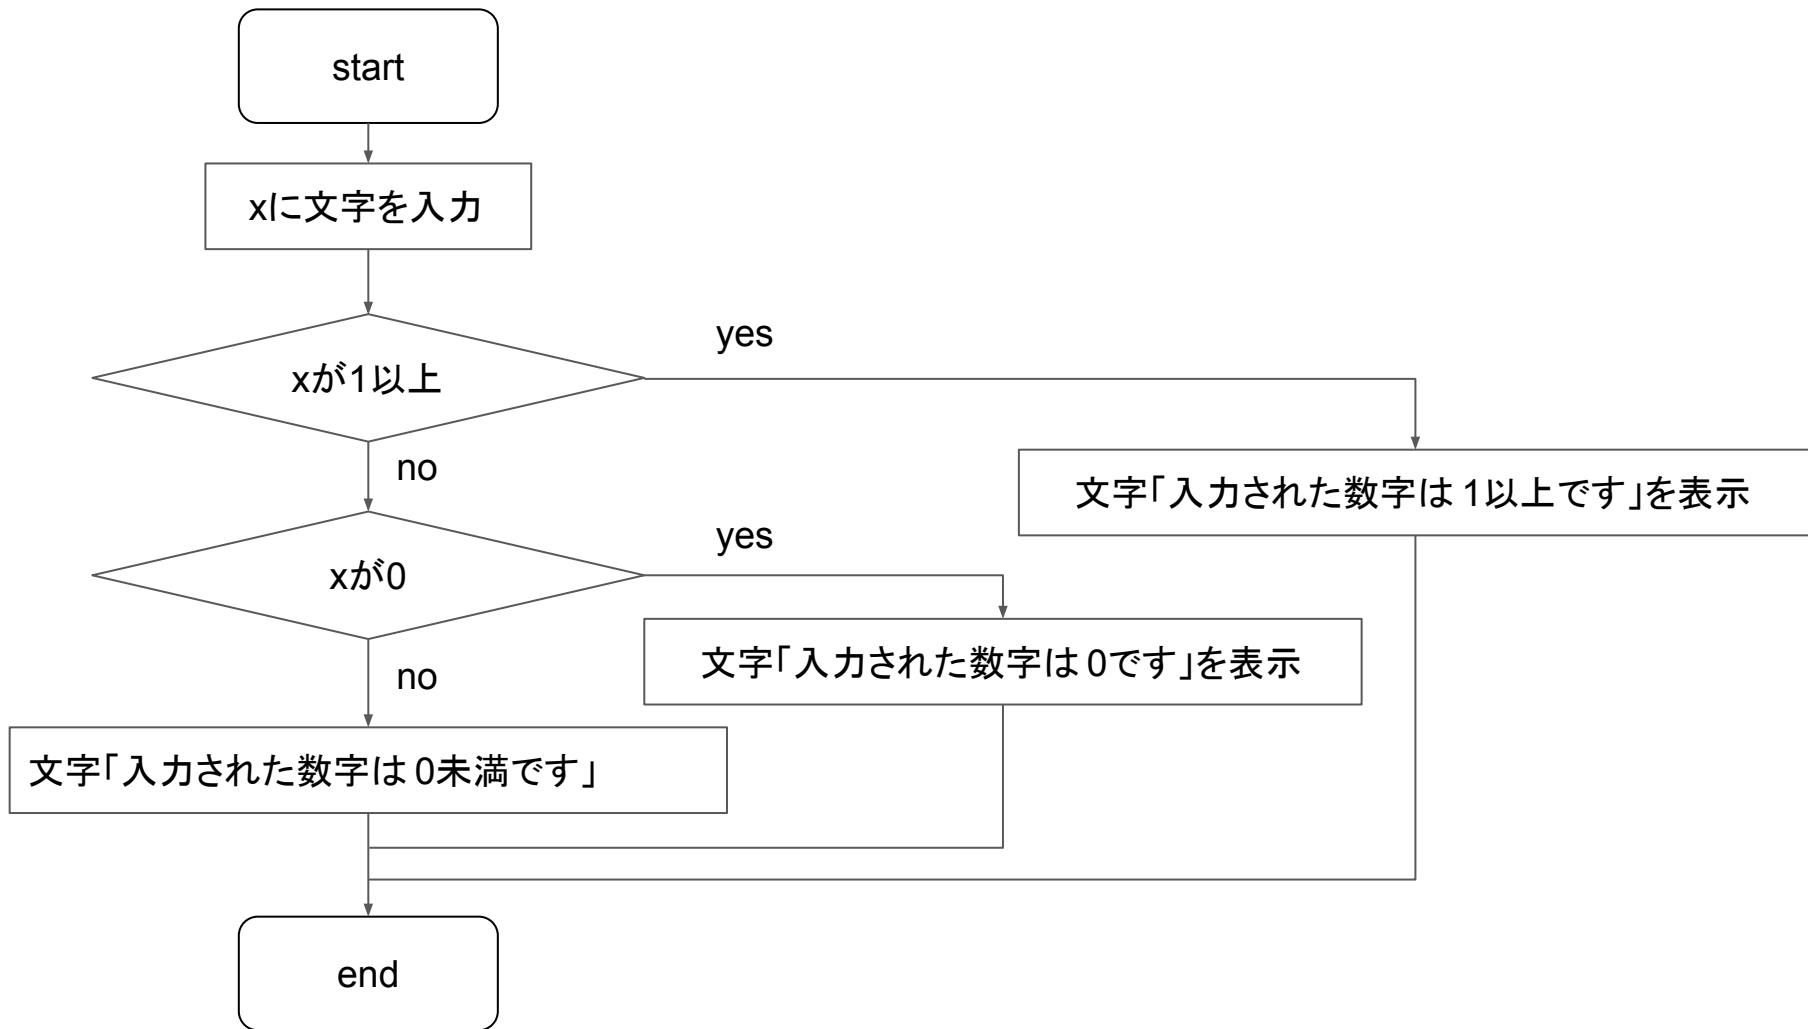 start
xに文字を入力
yes
xが1以上
no
文字「入力された数字は1以上です」を表示
yes
xが0
文字「入力された数字は0です」を表示
no
文字「入力された数字は0未満です」
end